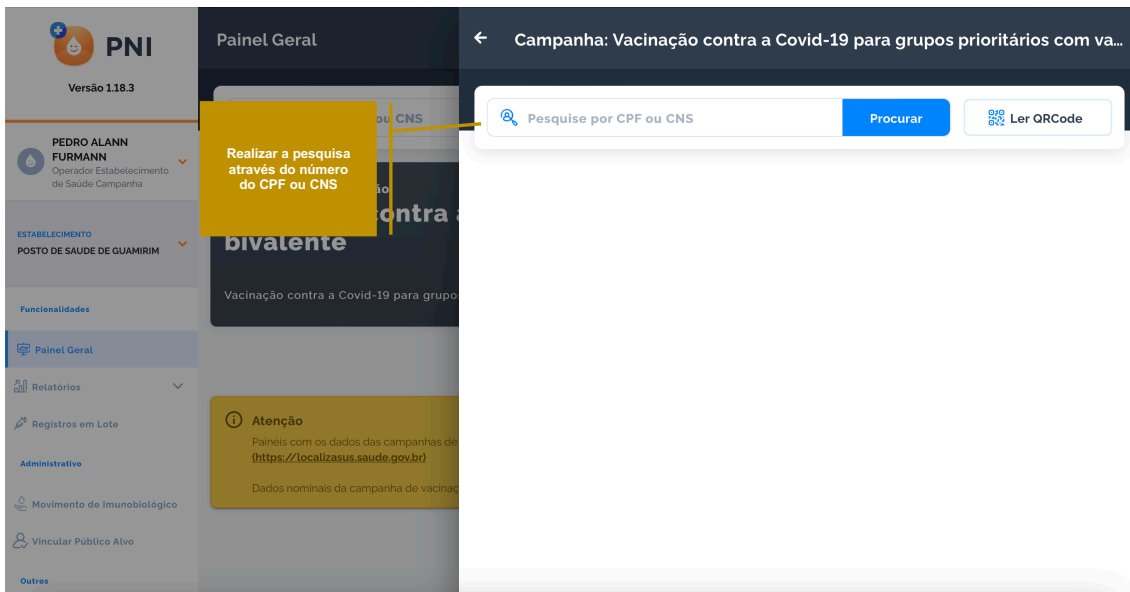 PNI
Versão 1.18.3
PEDRO ALANN
FURMANN
Operador Estabelecimento
de Saúde Campanha
ESTABELECIMENTO
POSTO DE SAUDE DE GUAMIRIM
Funcionalidades
Painel Geral
Relatórios
Registros em Lote
Administrativo
Movimento de Imunobiológico
Vincular Público Alvo
Outros
Painel Geral
ou CNS
Realizar a pesquisa
através do número
do CPF ou CNS
ão
ontra a
bivalente
Vacinação contra a Covid-19 para grupo
Atenção
Painéis com os dados das campanhas de
(https://localizasus.saude.gov.br)
Dados nominais da campanha de vacinaç
Campanha: Vacinação contra a Covid-19 para grupos prioritários com va...
Pesquise por CPF ou CNS
Procurar
Ler QRCode